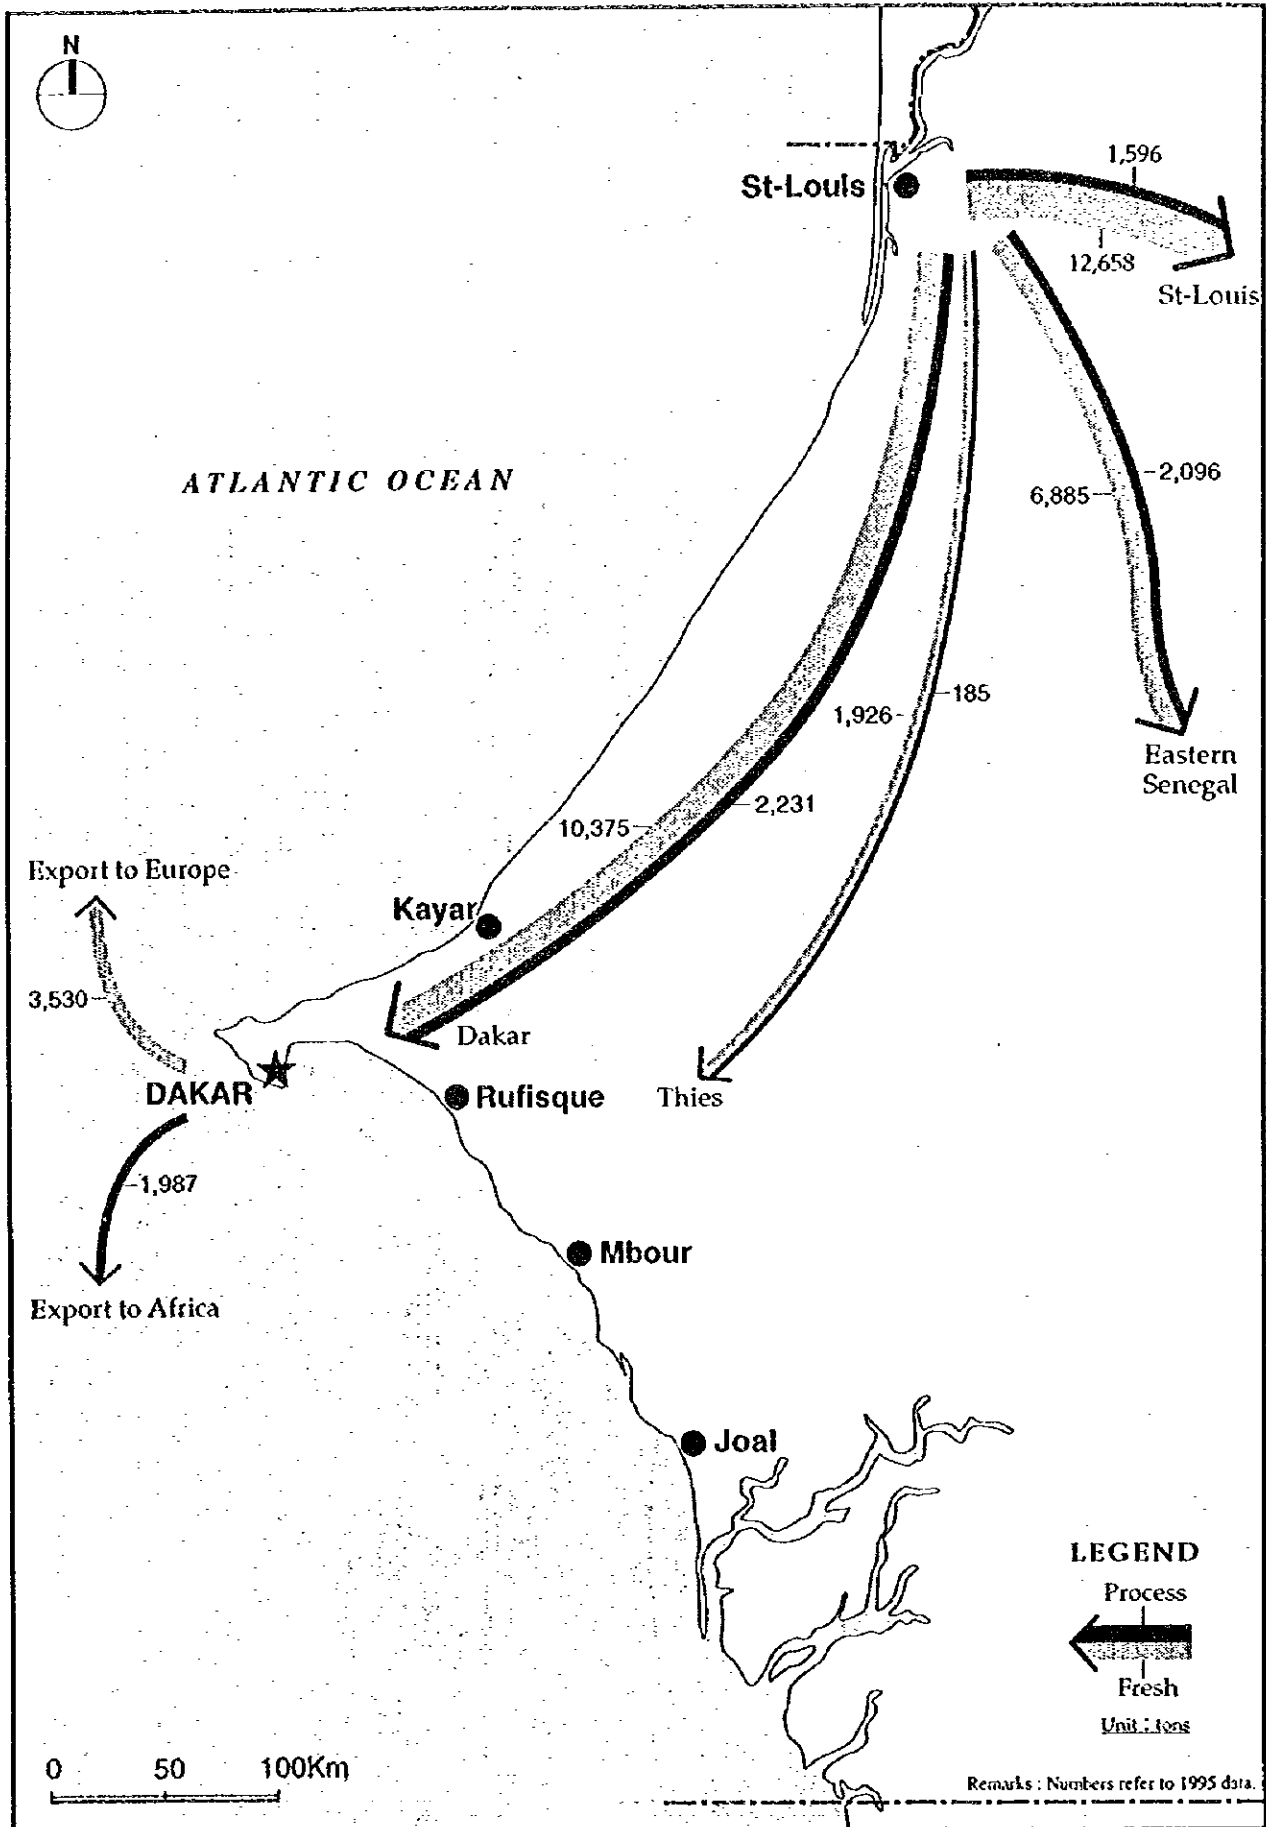 N
1,596
St-Louis
12,658
St-Louis
ATLANTIC OCEAN
2,096
6,885
185
1,926
Eastern
Senegal
2,231
10,375
Export to Europe
Kayar
3,530
Dakar
DAKAR
Rufisque
Thies
1,987
Mbour
Export to Africa
Joal
LEGEND
Process
Fresh
Unit : tons
0 50 100Km
Remarks : Numbers refer to 1995 data.